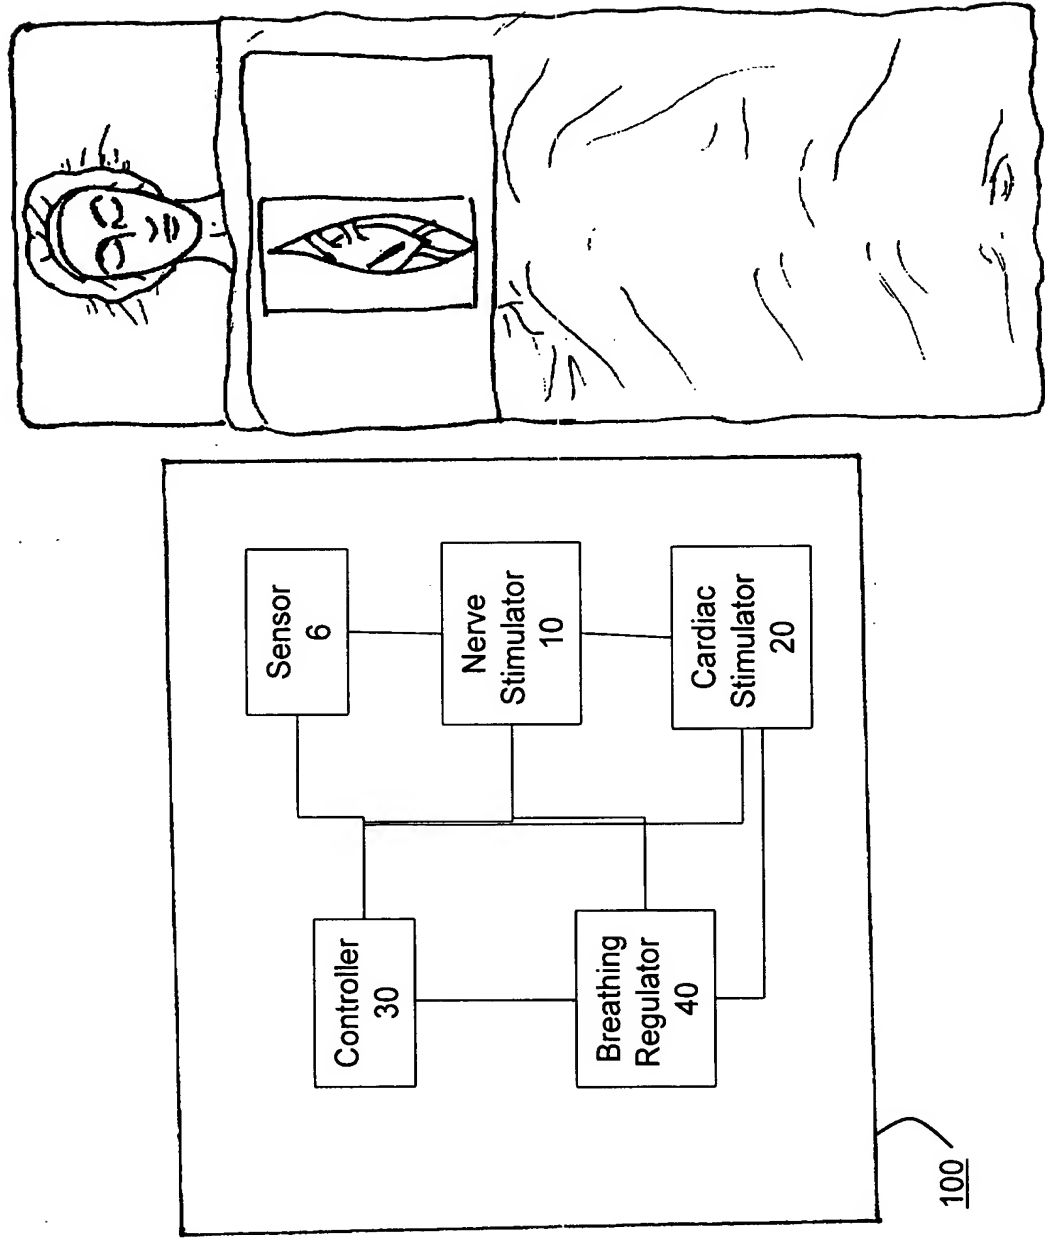 Sensor
6
Nerve
Stimulator
10
Cardiac
Stimulator
20
Controller
30
Breathing
Regulator
40
100